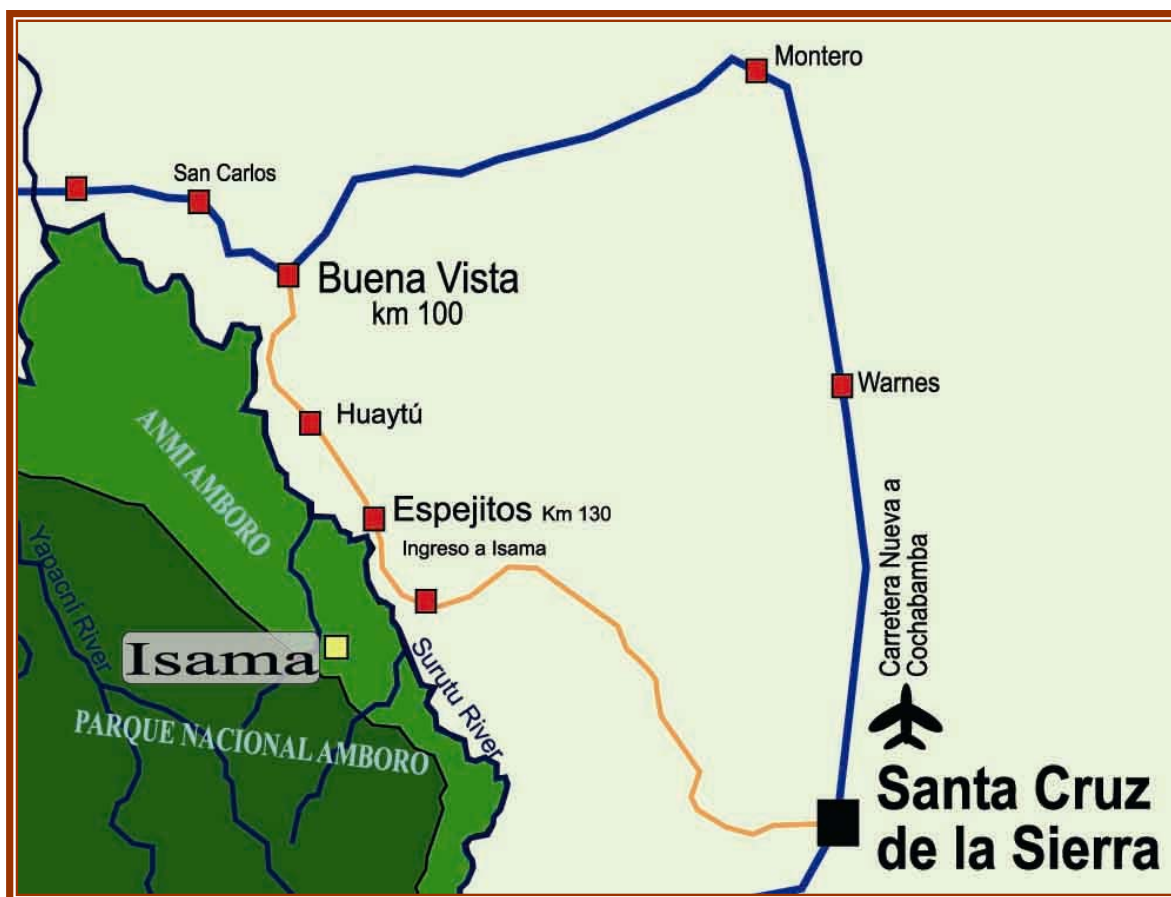 Montero
San Carlos
Buena Vista
km 100
Warnes
Huaytú
ANMI AMBORO
Espejitos Km 130
Ingreso a Isama
Carretera Nueva a
Cochabamba
Yapacní River
Isama
Surutu River
PARQUE NACIONAL AMBORO
Santa Cruz
de la Sierra